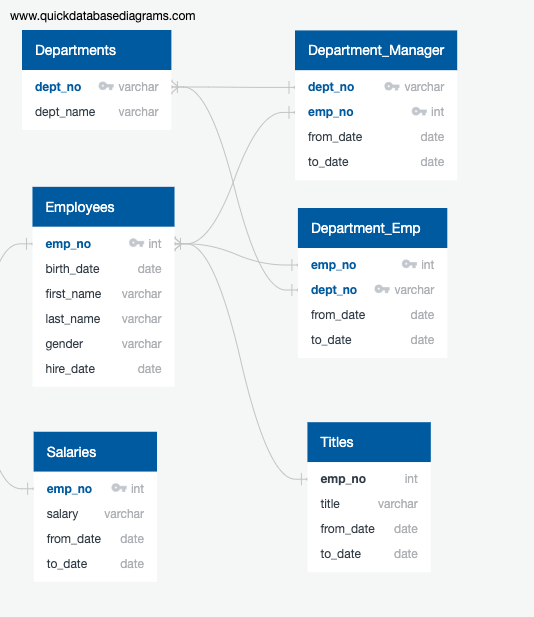 www.quickdatabasediagrams.com
Departments
dept_no varchar
dept_name varchar
Department_Manager
dept_no varchar
emp_no int
from_date date
to_date date
Employees
emp_no int
birth_date date
first_name varchar
last_name varchar
gender varchar
hire_date date
Department_Emp
emp_no int
dept_no varchar
from_date date
to_date date
Salaries
emp_no int
salary varchar
from_date date
to_date date
Titles
emp_no int
title varchar
from_date date
to_date date